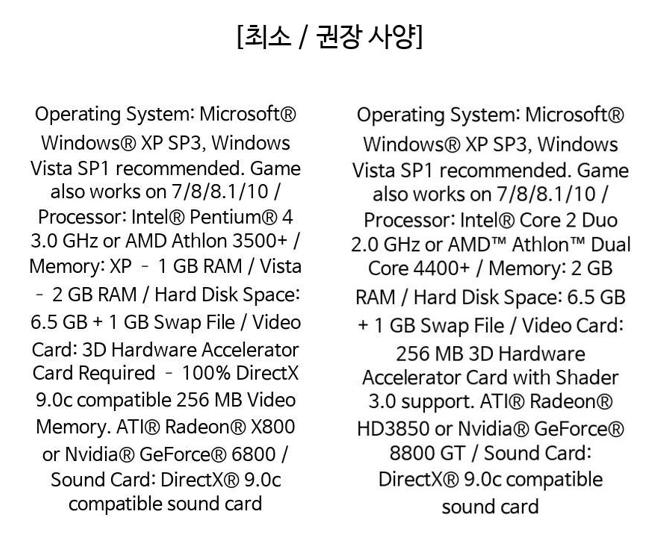 [최소 / 권장 사양]
Operating System: Microsoft®
Windows® XP SP3, Windows
Vista SP1 recommended. Game
also works on 7/8/8.1/10 /
Processor: Intel® Pentium® 4
3.0 GHz or AMD Athlon 3500+ /
Memory: XP – 1 GB RAM / Vista
– 2 GB RAM / Hard Disk Space:
6.5 GB + 1 GB Swap File / Video
Card: 3D Hardware Accelerator
Card Required – 100% DirectX
9.0c compatible 256 MB Video
Memory. ATI® Radeon® X800
or Nvidia® GeForce® 6800 /
Sound Card: DirectX® 9.0c
compatible sound card
Operating System: Microsoft®
Windows® XP SP3, Windows
Vista SP1 recommended. Game
also works on 7/8/8.1/10 /
Processor: Intel® Core 2 Duo
2.0 GHz or AMD™ Athlon™ Dual
Core 4400+ / Memory: 2 GB
RAM / Hard Disk Space: 6.5 GB
+ 1 GB Swap File / Video Card:
256 MB 3D Hardware
Accelerator Card with Shader
3.0 support. ATI® Radeon®
HD3850 or Nvidia® GeForce®
8800 GT / Sound Card:
DirectX® 9.0c compatible
sound card